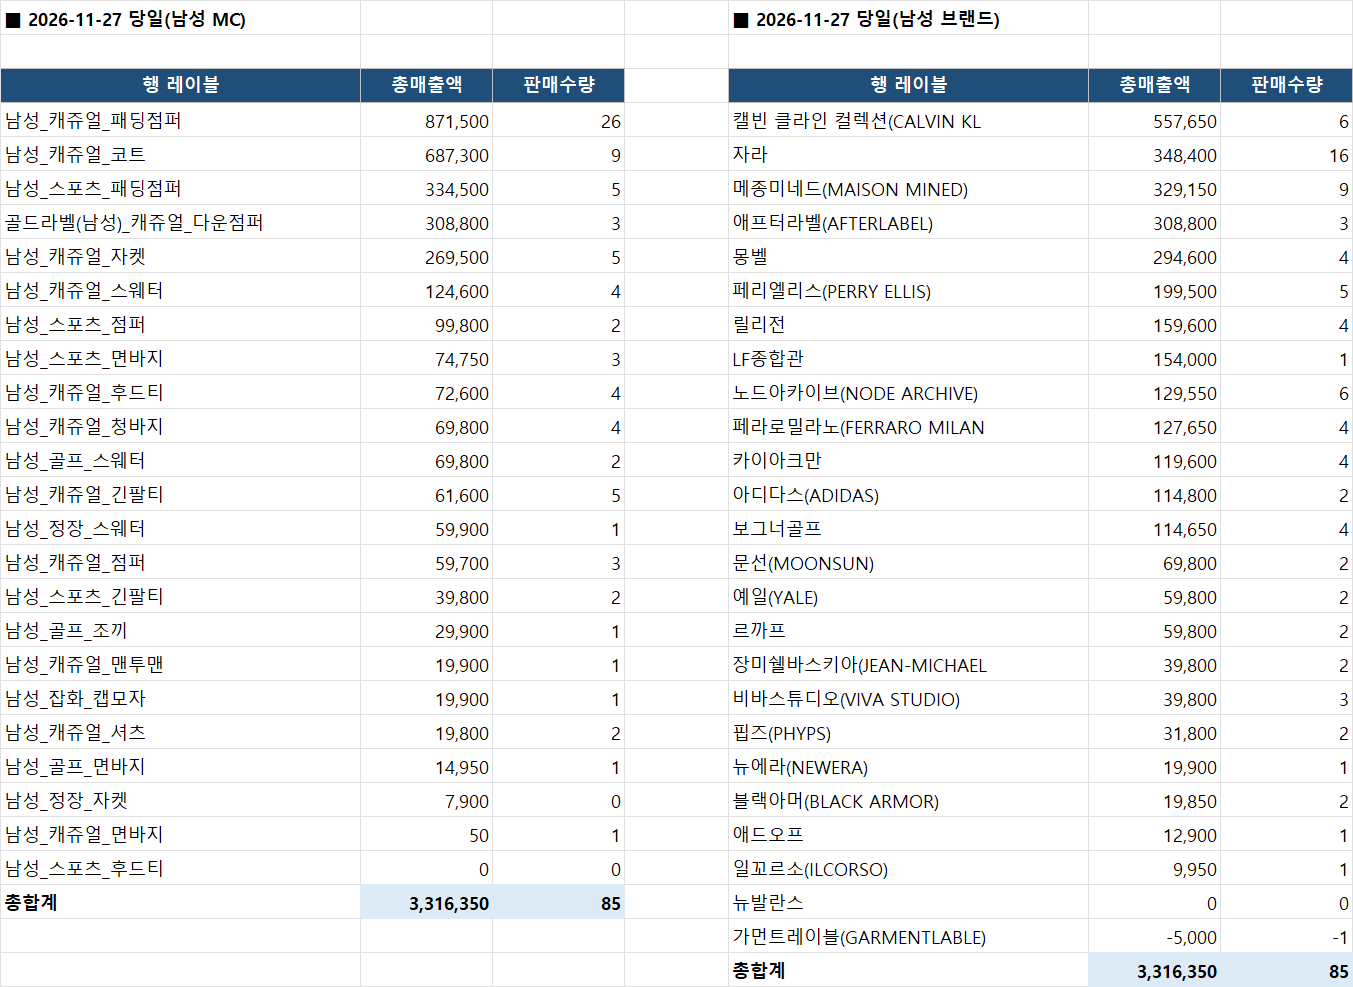 ■ 2026-11-27 당일(남성 MC)
행 레이블 총매출액 판매수량
남성_캐쥬얼_패딩점퍼 871,500 26
남성_캐쥬얼_코트 687,300 9
남성_스포츠_패딩점퍼 334,500 5
골드라벨(남성)_캐쥬얼_다운점퍼 308,800 3
남성_캐쥬얼_자켓 269,500 5
남성_캐쥬얼_스웨터 124,600 4
남성_스포츠_점퍼 99,800 2
남성_스포츠_면바지 74,750 3
남성_캐쥬얼_후드티 72,600 4
남성_캐쥬얼_청바지 69,800 4
남성_골프_스웨터 69,800 2
남성_캐쥬얼_긴팔티 61,600 5
남성_정장_스웨터 59,900 1
남성_캐쥬얼_점퍼 59,700 3
남성_스포츠_긴팔티 39,800 2
남성_골프_조끼 29,900 1
남성_캐쥬얼_맨투맨 19,900 1
남성_잡화_캡모자 19,900 1
남성_캐쥬얼_셔츠 19,800 2
남성_골프_면바지 14,950 1
남성_정장_자켓 7,900 0
남성_캐쥬얼_면바지 50 1
남성_스포츠_후드티 0 0
총합계 3,316,350 85
■ 2026-11-27 당일(남성 브랜드)
행 레이블 총매출액 판매수량
캘빈 클라인 컬렉션(CALVIN KL 557,650 6
자라 348,400 16
메종미네드(MAISON MINED) 329,150 9
애프터라벨(AFTERLABEL) 308,800 3
몽벨 294,600 4
페리엘리스(PERRY ELLIS) 199,500 5
릴리전 159,600 4
LF종합관 154,000 1
노드아카이브(NODE ARCHIVE) 129,550 6
페라로밀라노(FERRARO MILAN 127,650 4
카이아크만 119,600 4
아디다스(ADIDAS) 114,800 2
보그너골프 114,650 4
문선(MOONSUN) 69,800 2
예일(YALE) 59,800 2
르까프 59,800 2
장미쉘바스키아(JEAN-MICHAEL 39,800 2
비바스튜디오(VIVA STUDIO) 39,800 3
핍즈(PHYPS) 31,800 2
뉴에라(NEWERA) 19,900 1
블랙아머(BLACK ARMOR) 19,850 2
애드오프 12,900 1
일꼬르소(ILCORSO) 9,950 1
뉴발란스 0 0
가먼트레이블(GARMENTLABLE) -5,000 -1
총합계 3,316,350 85